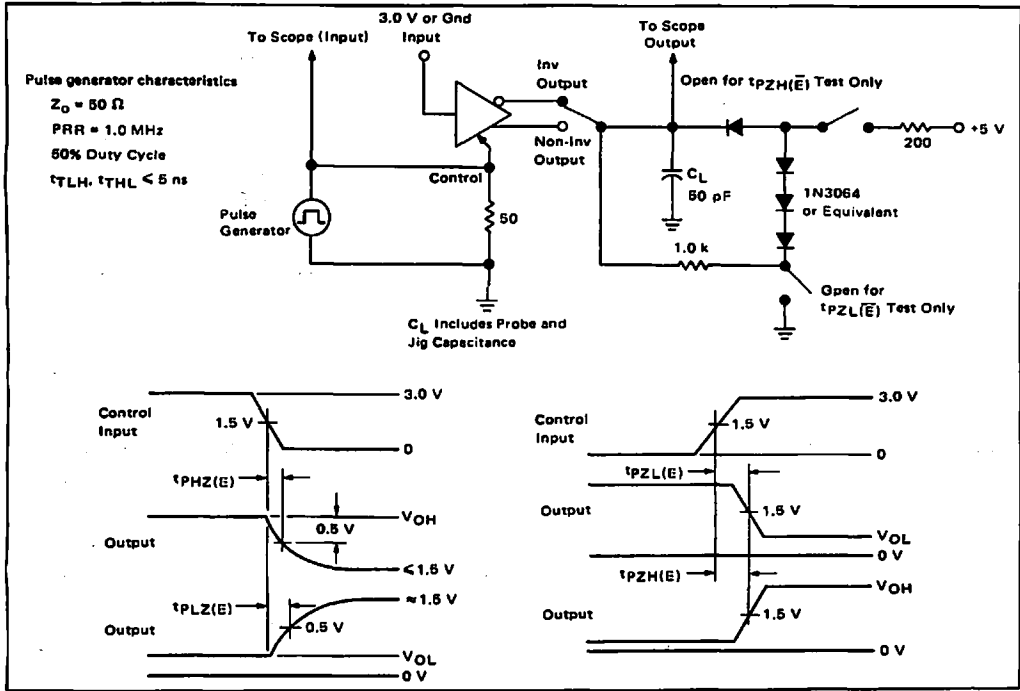 Pulse generator characteristics
Z₀ = 50 Ω
PRR = 1.0 MHz
50% Duty Cycle
tTLH, tTHL ≤ 5 ns
To Scope (Input)
3.0 V or Gnd
Input
Inv
Output
Non-Inv
Output
Control
Pulse
Generator
50
CL Includes Probe and
Jig Capacitance
To Scope
Output
Open for tPZH(E̅) Test Only
+5 V
200
CL
50 pF
1N3064
or Equivalent
1.0 k
Open for
tPZL(E̅) Test Only
Control
Input
3.0 V
1.5 V
0
tPHZ(E)
Output
VOH
0.5 V
≤1.5 V
tPLZ(E)
Output
≈1.5 V
0.5 V
VOL
0 V
Control
Input
3.0 V
1.5 V
0
tPZL(E)
Output
1.5 V
VOL
0 V
tPZH(E)
Output
VOH
1.5 V
0 V